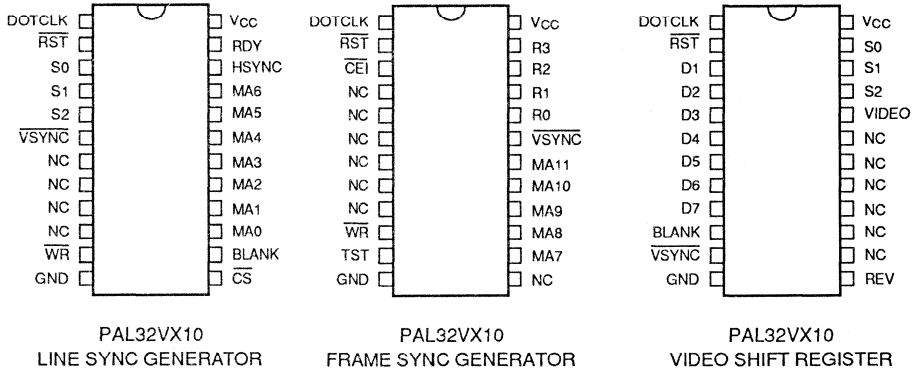 DOTCLK VCC DOTCLK VCC DOTCLK VCC
RST RDY RST R3 RST S0
S0 HSYNC CEI R2 D1 S1
S1 MA6 NC R1 D2 S2
S2 MA5 NC R0 D3 VIDEO
VSYNC MA4 NC VSYNC D4 NC
NC MA3 NC MA11 D5 NC
NC MA2 NC MA10 D6 NC
NC MA1 NC MA9 D7 NC
NC MA0 WR MA8 BLANK NC
WR BLANK TST MA7 VSYNC NC
GND CS GND NC GND REV
PAL32VX10 PAL32VX10 PAL32VX10
LINE SYNC GENERATOR FRAME SYNC GENERATOR VIDEO SHIFT REGISTER